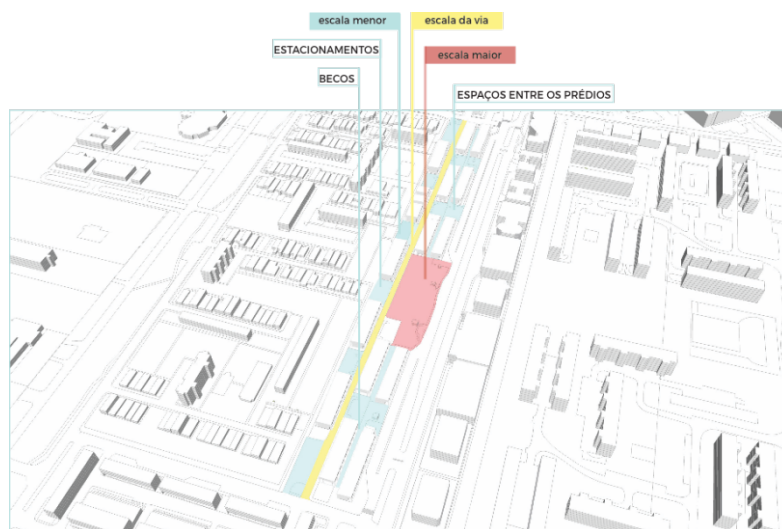 escala menor
escala da via
ESTACIONAMENTOS
escala maior
BECOS
ESPAÇOS ENTRE OS PRÉDIOS